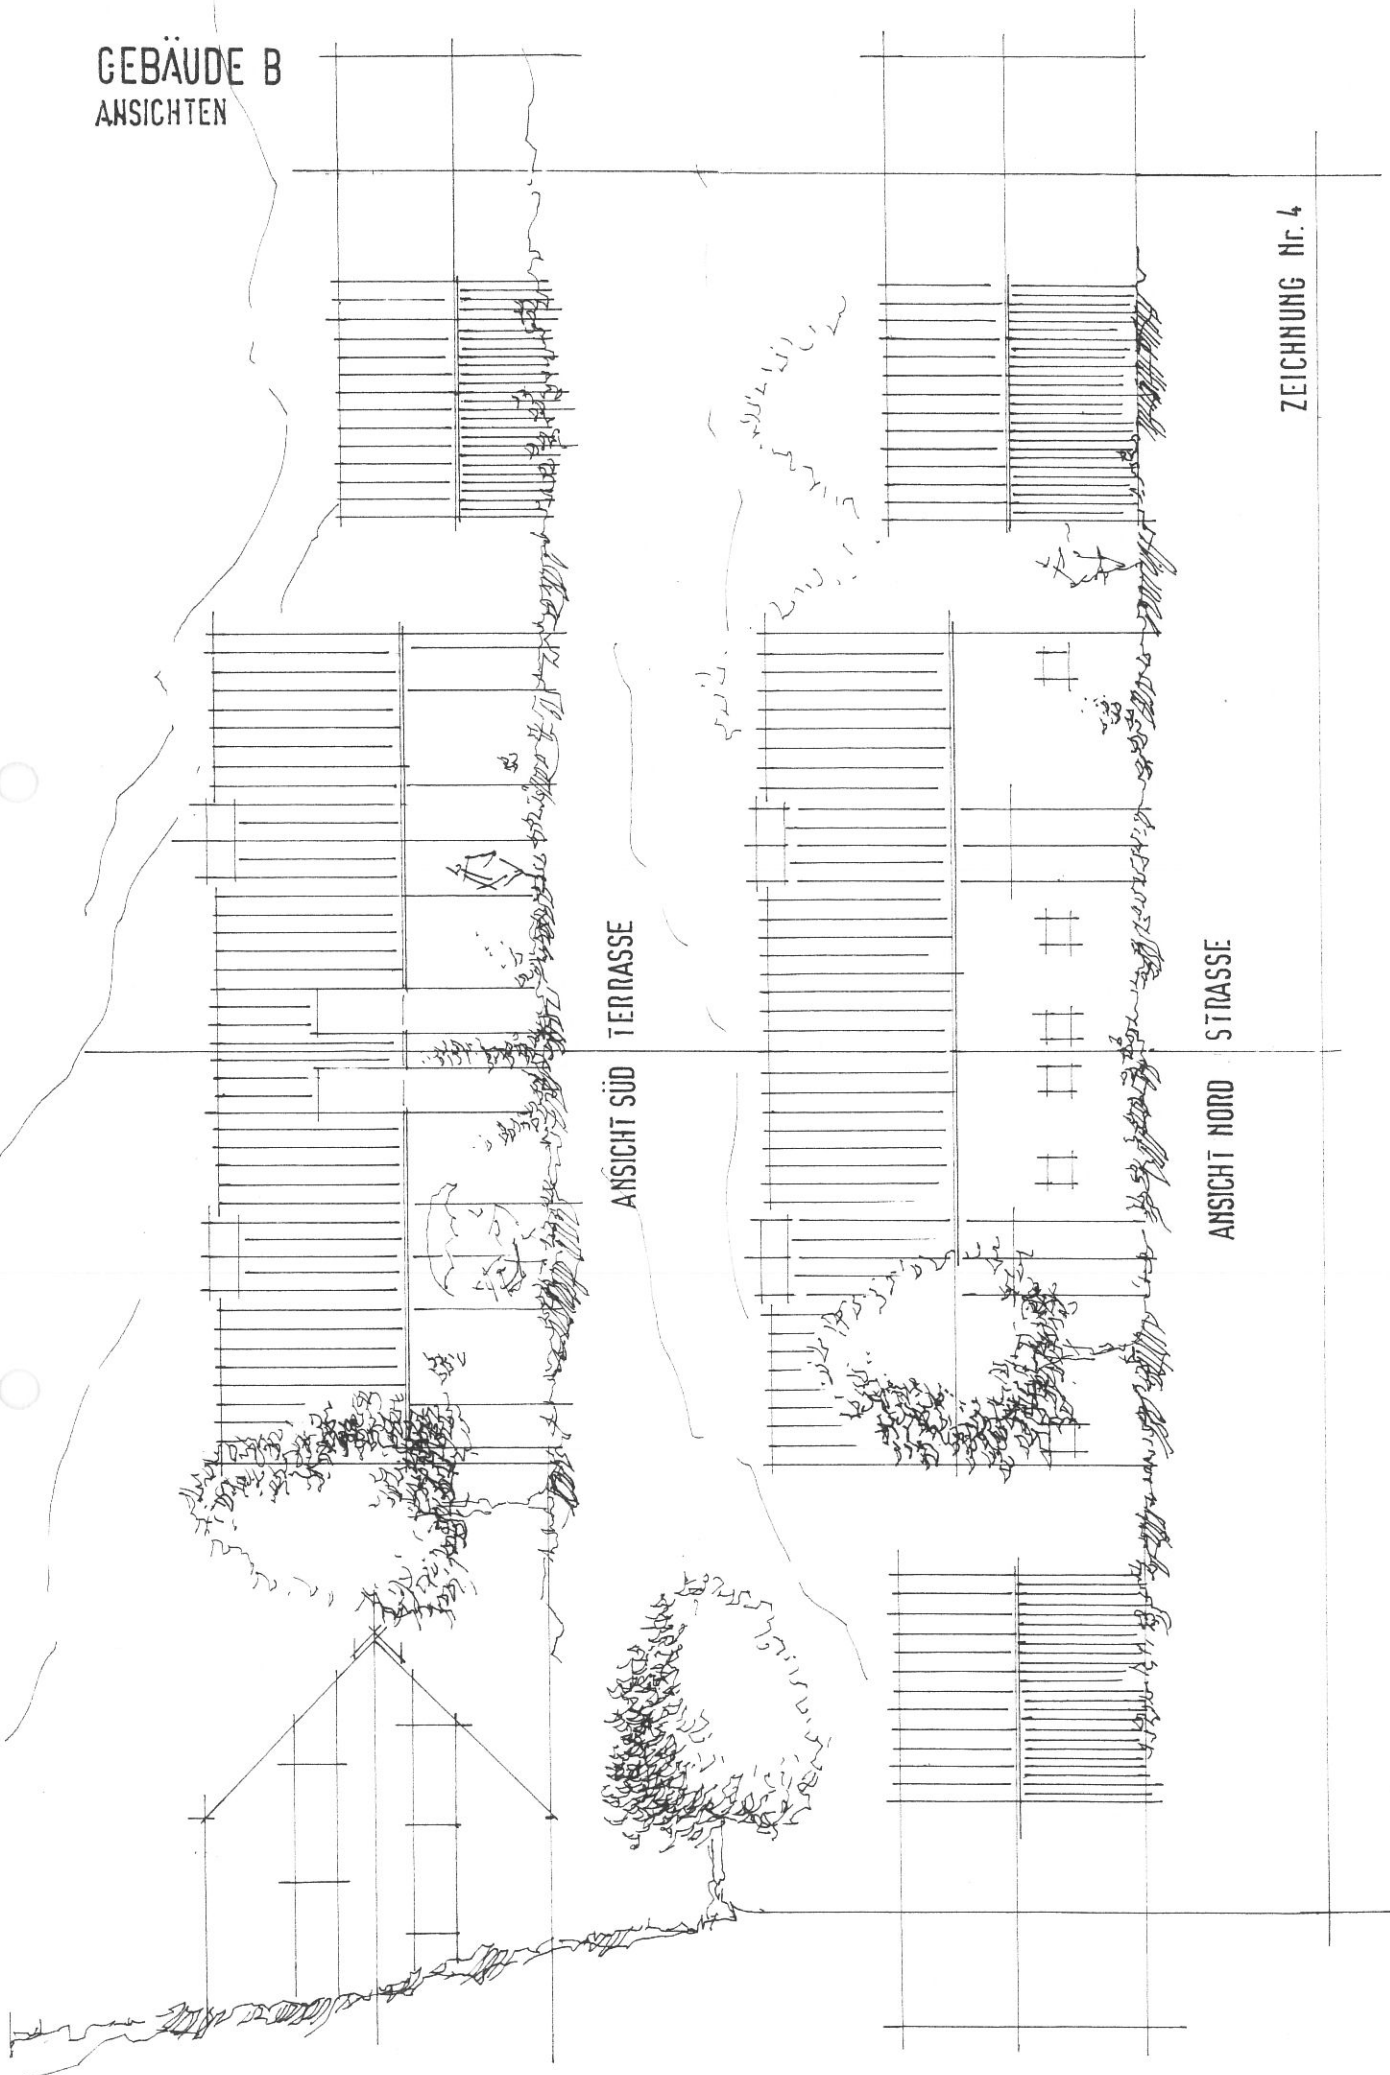 GEBÄUDE B
ANSICHTEN
ANSICHT SÜD TERRASSE
ANSICHT NORD STRASSE
ZEICHNUNG Nr. 4